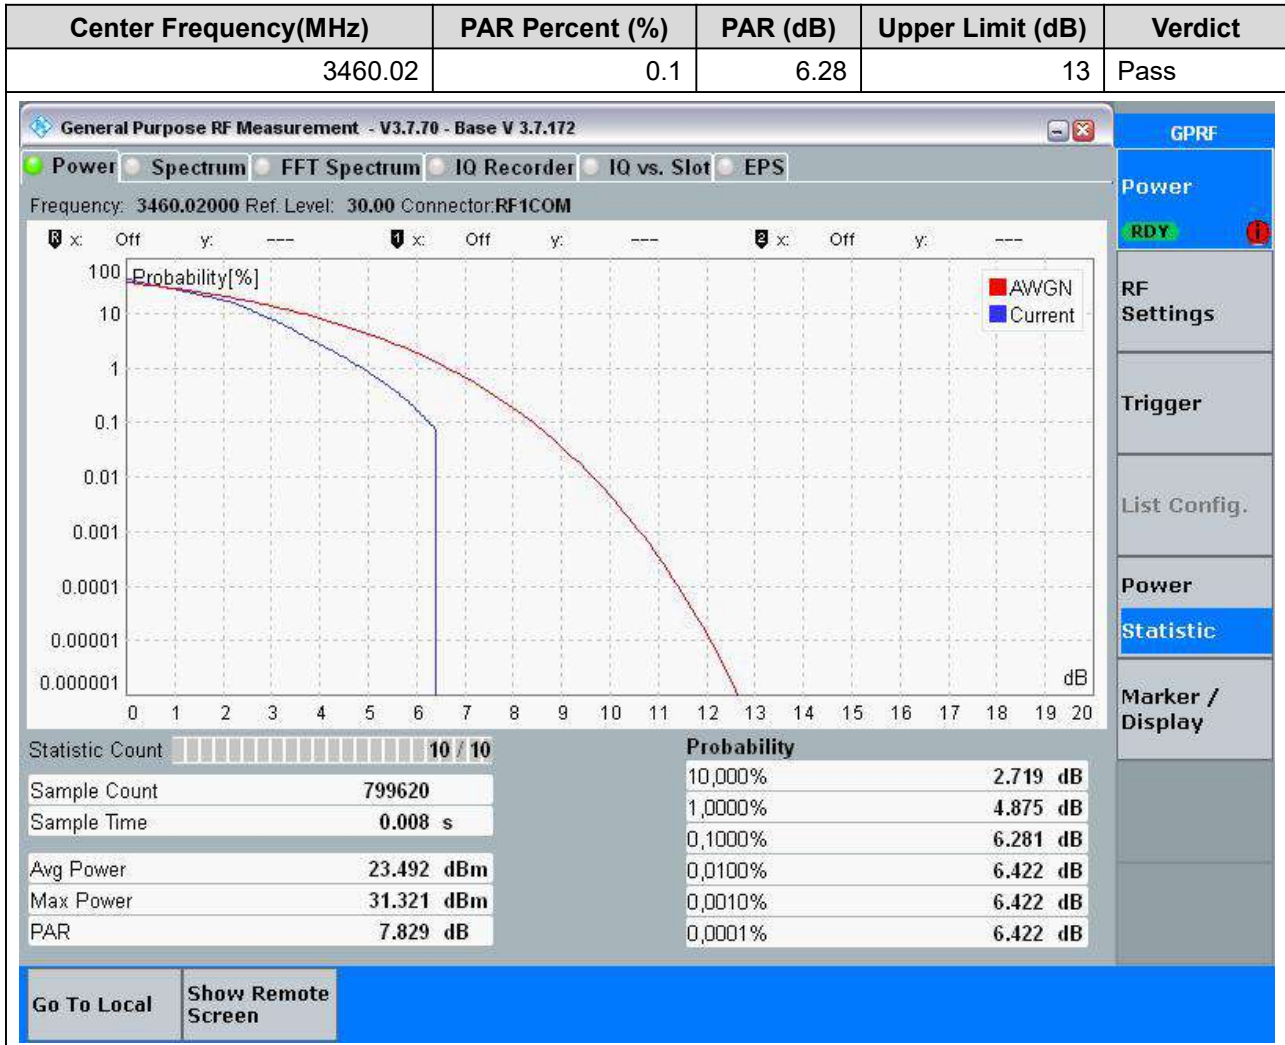 Center Frequency(MHz) PAR Percent (%) PAR (dB) Upper Limit (dB) Verdict
3460.02 0.1 6.28 13 Pass
General Purpose RF Measurement - V3.7.70 - Base V 3.7.172
GPRF
Power Spectrum FFT Spectrum IQ Recorder IQ vs. Slot EPS
Frequency: 3460.02000 Ref. Level: 30.00 Connector:RF1COM
R x: Off y: --- 1 x: Off y: --- 2 x: Off y: ---
Probability[%]
100
10
1
0.1
0.01
0.001
0.0001
0.00001
0.000001
AWGN
Current
dB
0 1 2 3 4 5 6 7 8 9 10 11 12 13 14 15 16 17 18 19 20
Statistic Count 10 / 10
Sample Count 799620
Sample Time 0.008 s
Avg Power 23.492 dBm
Max Power 31.321 dBm
PAR 7.829 dB
Probability
10,000% 2.719 dB
1,0000% 4.875 dB
0,1000% 6.281 dB
0,0100% 6.422 dB
0,0010% 6.422 dB
0,0001% 6.422 dB
Power
RDY i
RF
Settings
Trigger
List Config.
Power
Statistic
Marker /
Display
Go To Local
Show Remote
Screen